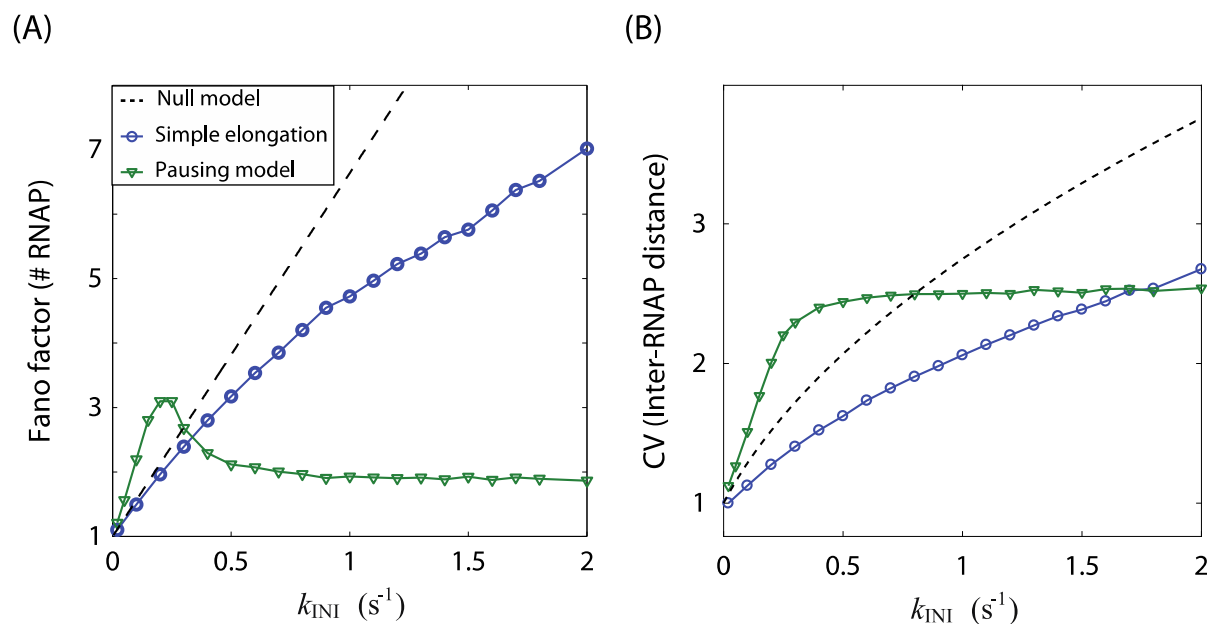 (A)
Null model
Simple elongation
Pausing model
Fano factor (# RNAP)
7
5
3
1
0
0.5
1
1.5
2
kINI (s-1)
(B)
CV (Inter-RNAP distance)
3
2
1
0
0.5
1
1.5
2
kINI (s-1)